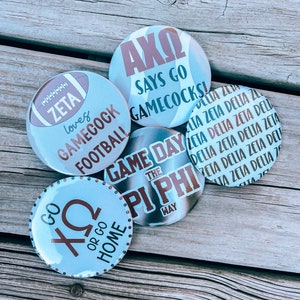 ZETA
loves
GAMECOCK
FOOTBALL!
ΑΧΩ
SAYS GO
GAMECOCKS!
ZETA DELTA ZETA DELTA
DELTA ZETA DELTA ZETA
ZETA DELTA ZETA DELTA
DELTA ZETA DELTA ZETA
GAME DAY
THE
PI PHI
WAY
GO
ΧΩ
OR GO
HOME